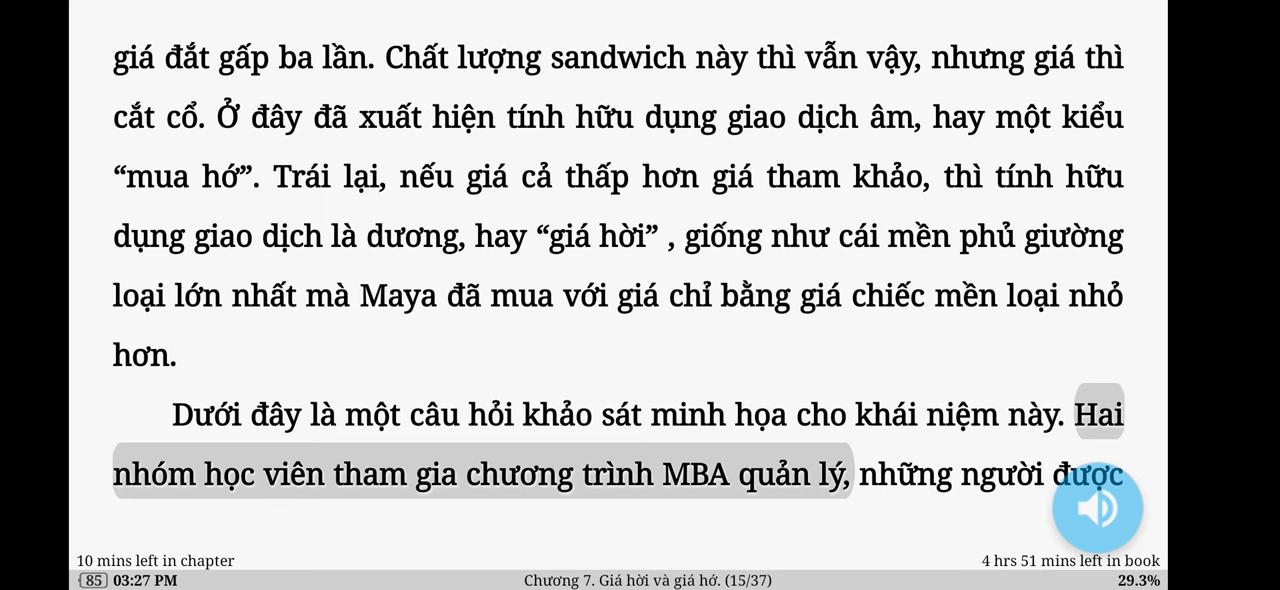 giá đắt gấp ba lần. Chất lượng sandwich này thì vẫn vậy, nhưng giá thì
cắt cổ. Ở đây đã xuất hiện tính hữu dụng giao dịch âm, hay một kiểu
“mua hớ”. Trái lại, nếu giá cả thấp hơn giá tham khảo, thì tính hữu
dụng giao dịch là dương, hay “giá hời” , giống như cái mền phủ giường
loại lớn nhất mà Maya đã mua với giá chỉ bằng giá chiếc mền loại nhỏ
hơn.
Dưới đây là một câu hỏi khảo sát minh họa cho khái niệm này. Hai
nhóm học viên tham gia chương trình MBA quản lý, những người được
10 mins left in chapter 4 hrs 51 mins left in book
85 03:27 PM Chương 7. Giá hời và giá hớ. (15/37) 29.3%